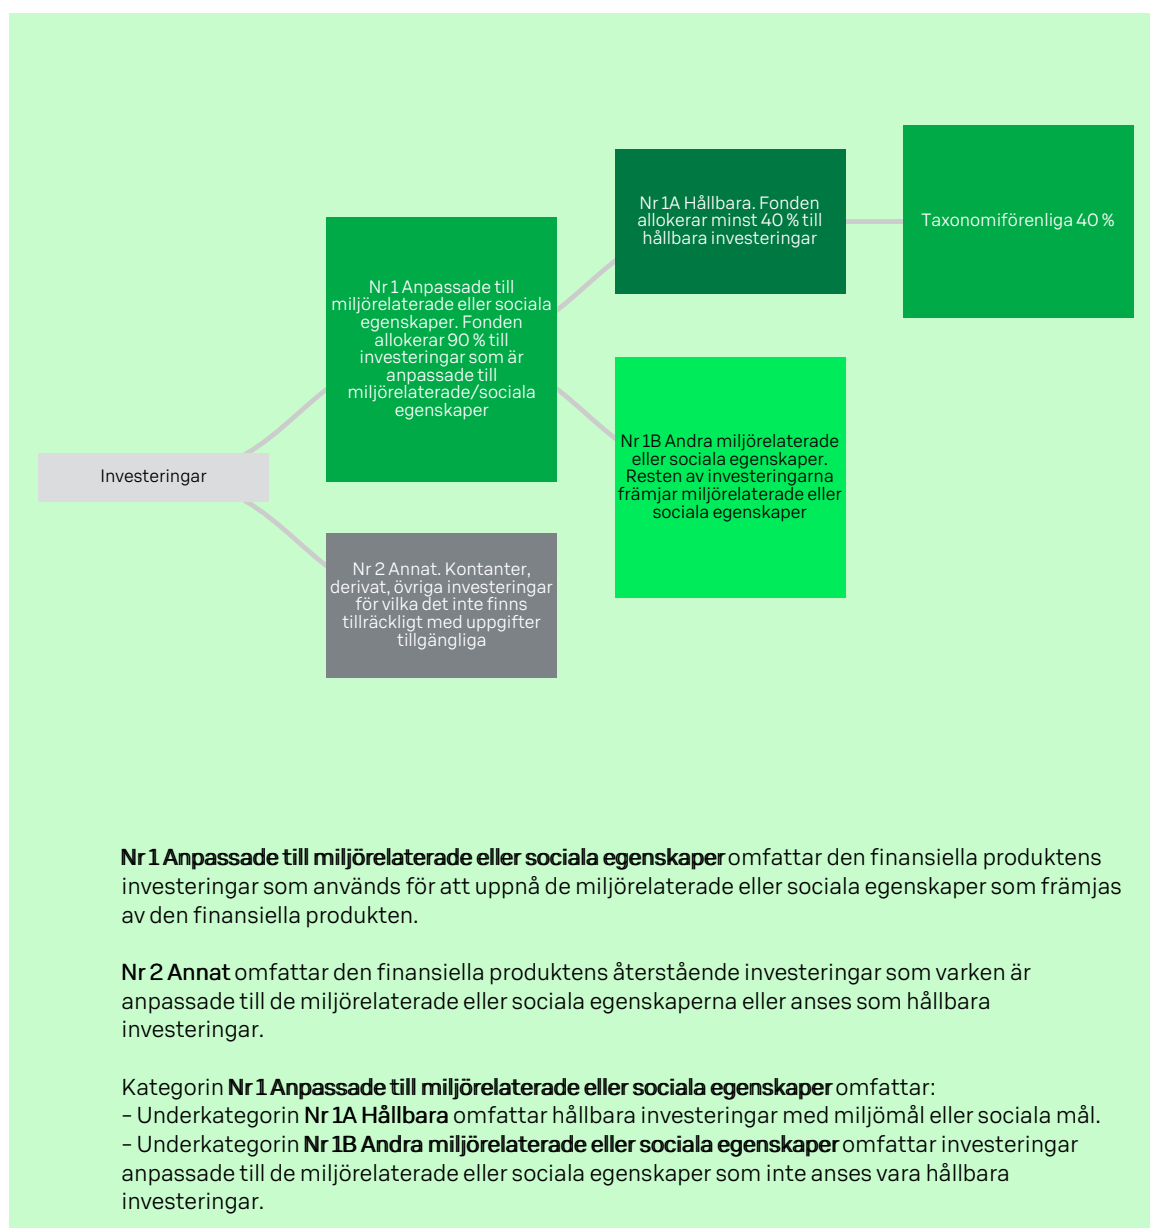 Taxonomiförenliga 40 %
Nr 1A Hållbara. Fonden
allokerar minst 40 % till
hållbara investeringar
Nr 1 Anpassade till
miljörelaterade eller sociala
egenskaper. Fonden
allokerar 90 % till
investeringar som är
anpassade till
miljörelaterade/sociala
egenskaper
Nr 1B Andra miljörelaterade
eller sociala egenskaper.
Resten av investeringarna
främjar miljörelaterade eller
sociala egenskaper
Investeringar
Nr 2 Annat. Kontanter,
derivat, övriga investeringar
för vilka det inte finns
tillräckligt med uppgifter
tillgängliga
Nr 1 Anpassade till miljörelaterade eller sociala egenskaper omfattar den finansiella produktens
investeringar som används för att uppnå de miljörelaterade eller sociala egenskaper som främjas
av den finansiella produkten.
Nr 2 Annat omfattar den finansiella produktens återstående investeringar som varken är
anpassade till de miljörelaterade eller sociala egenskaperna eller anses som hållbara
investeringar.
Kategorin Nr 1 Anpassade till miljörelaterade eller sociala egenskaper omfattar:
– Underkategorin Nr 1A Hållbara omfattar hållbara investeringar med miljömål eller sociala mål.
– Underkategorin Nr 1B Andra miljörelaterade eller sociala egenskaper omfattar investeringar
anpassade till de miljörelaterade eller sociala egenskaper som inte anses vara hållbara
investeringar.